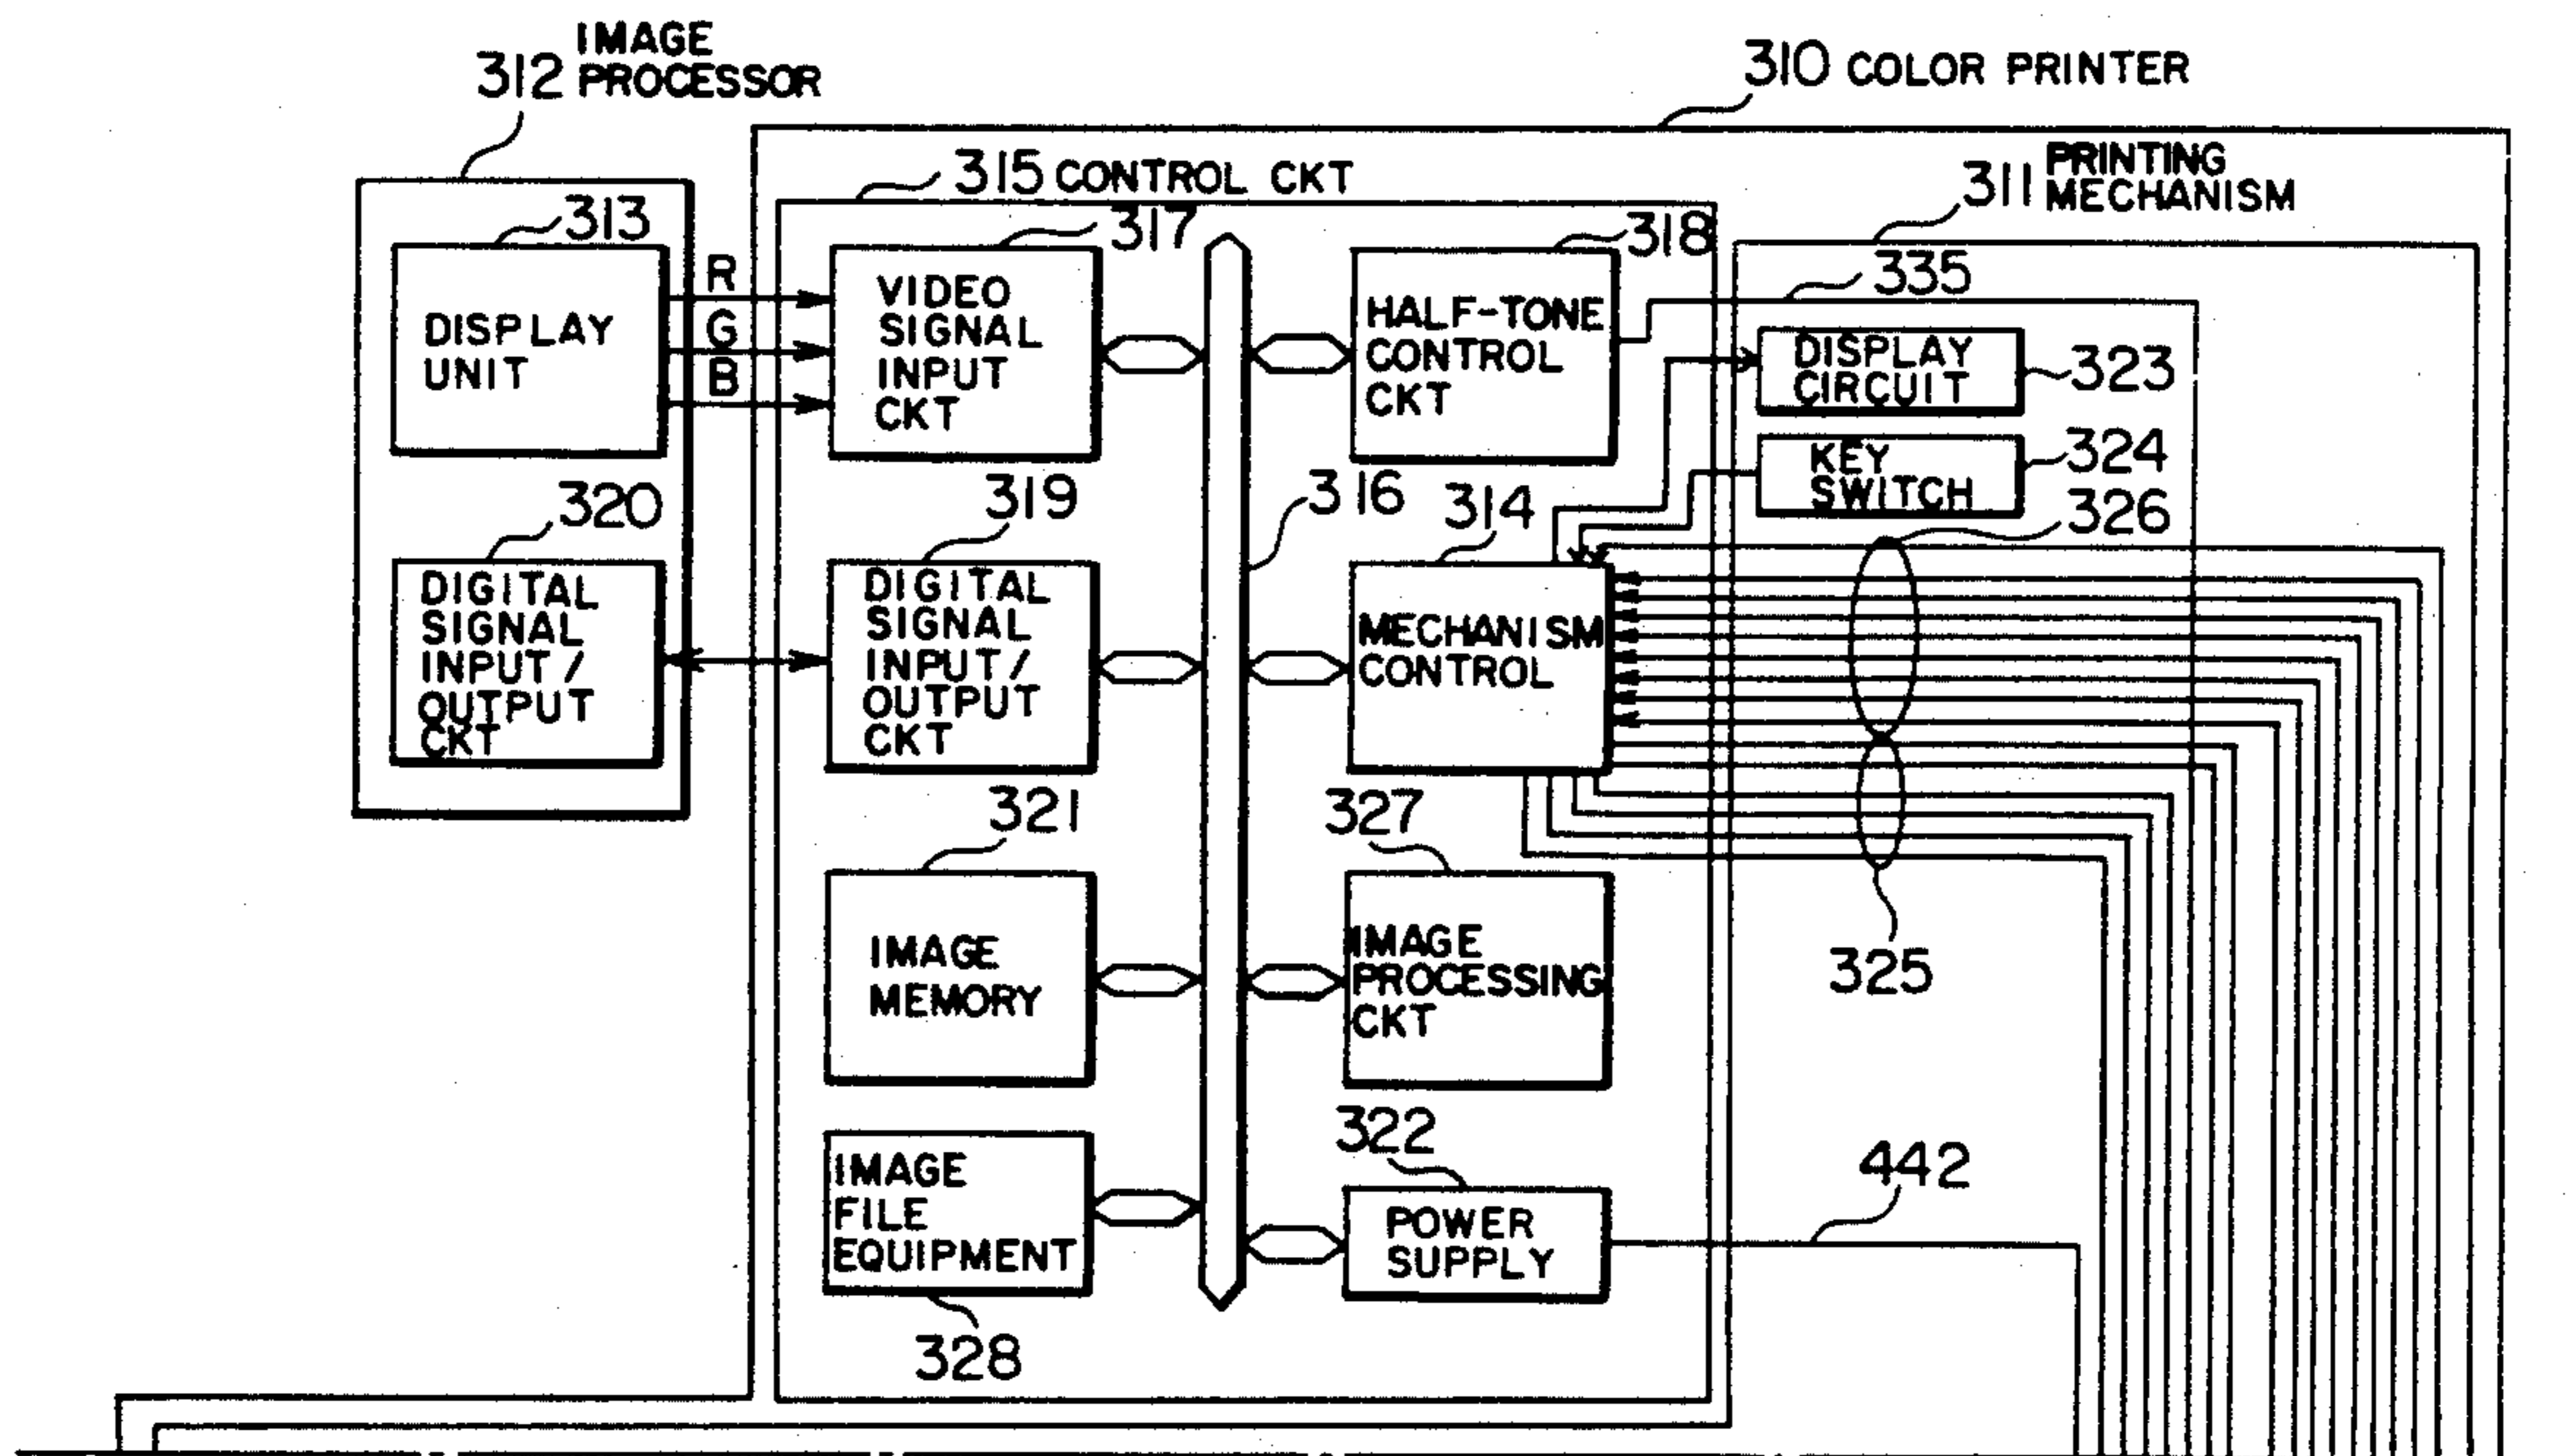 312 IMAGE
PROCESSOR
310 COLOR PRINTER
315 CONTROL CKT
311 PRINTING
MECHANISM
313
DISPLAY
UNIT
R
G
B
317
VIDEO
SIGNAL
INPUT
CKT
318
HALF-TONE
CONTROL
CKT
335
DISPLAY
CIRCUIT
323
KEY
SWITCH
324
326
320
DIGITAL
SIGNAL
INPUT/
OUTPUT
CKT
319
DIGITAL
SIGNAL
INPUT/
OUTPUT
CKT
316
314
MECHANISM
CONTROL
325
321
IMAGE
MEMORY
327
IMAGE
PROCESSING
CKT
IMAGE
FILE
EQUIPMENT
328
322
POWER
SUPPLY
442